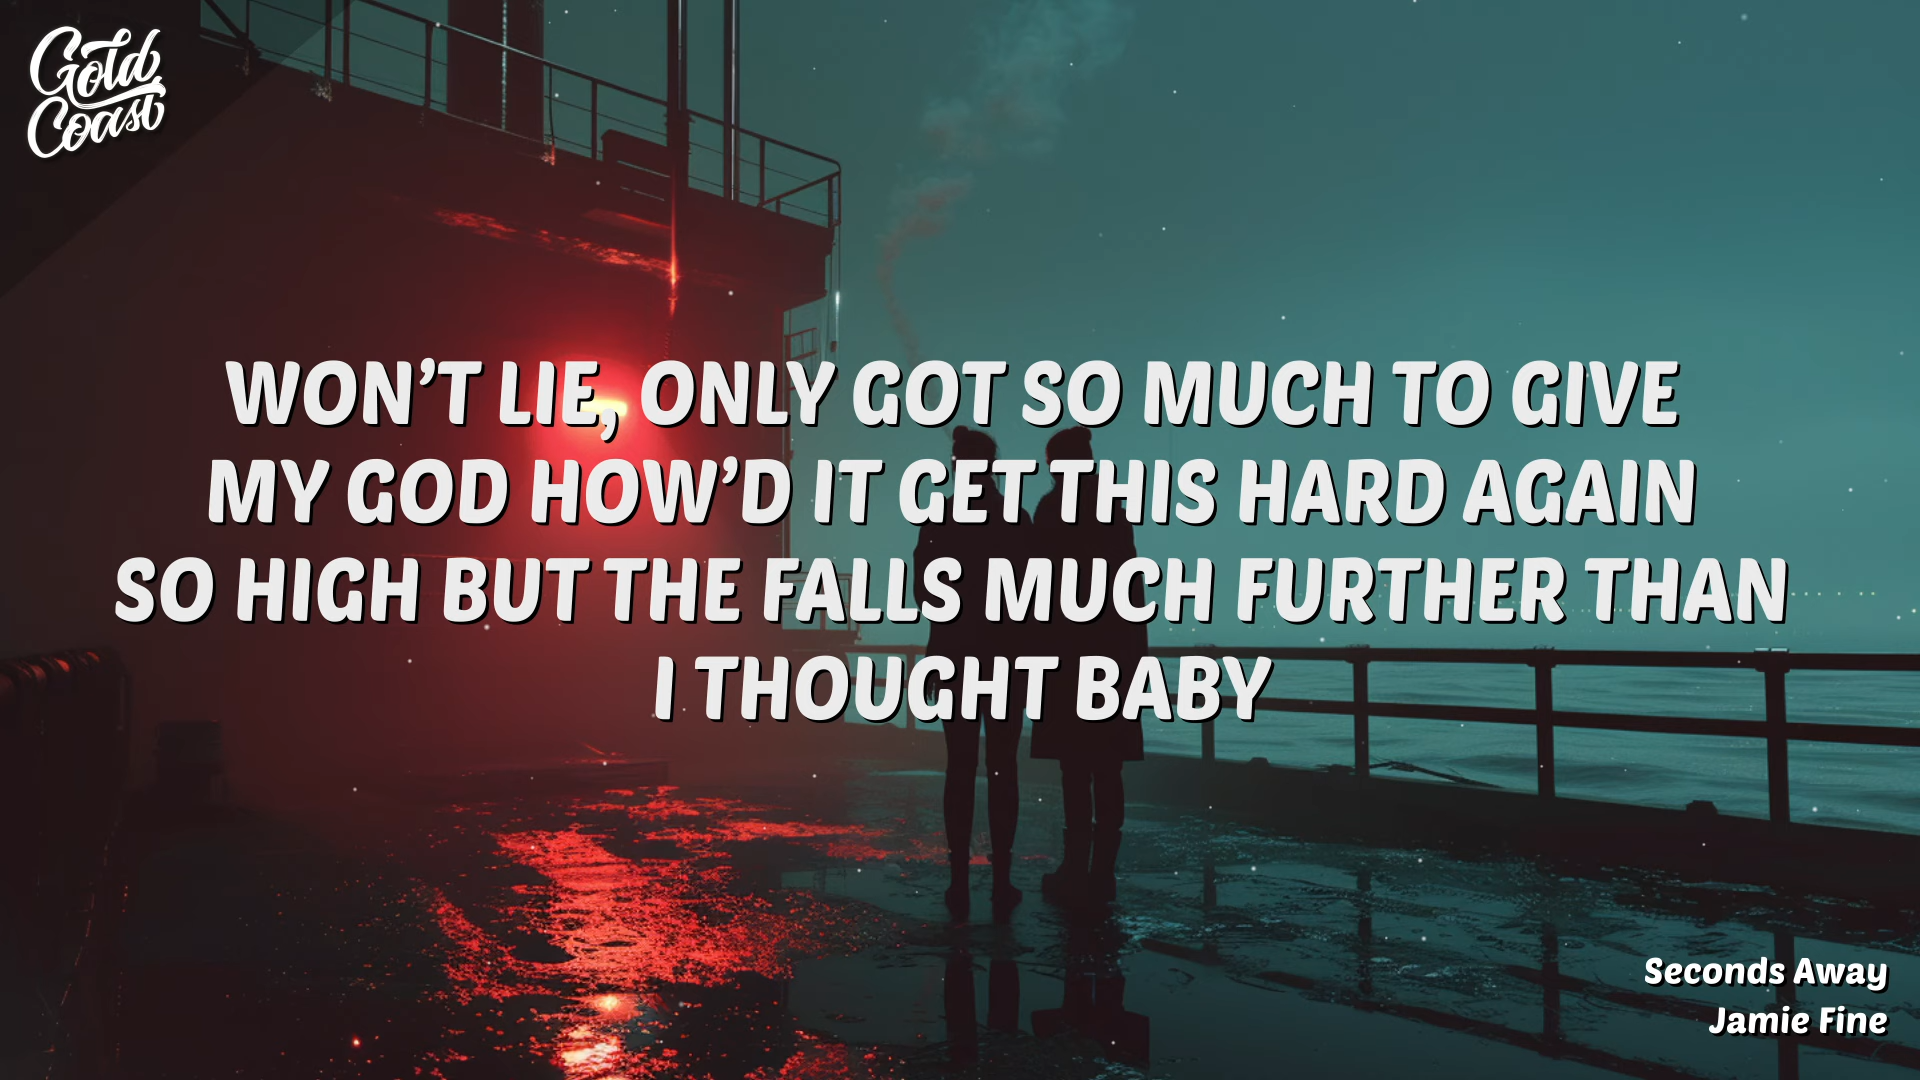 Gold
Coast
WON’T LIE, ONLY GOT SO MUCH TO GIVE
MY GOD HOW’D IT GET THIS HARD AGAIN
SO HIGH BUT THE FALLS MUCH FURTHER THAN
I THOUGHT BABY
Seconds Away
Jamie Fine